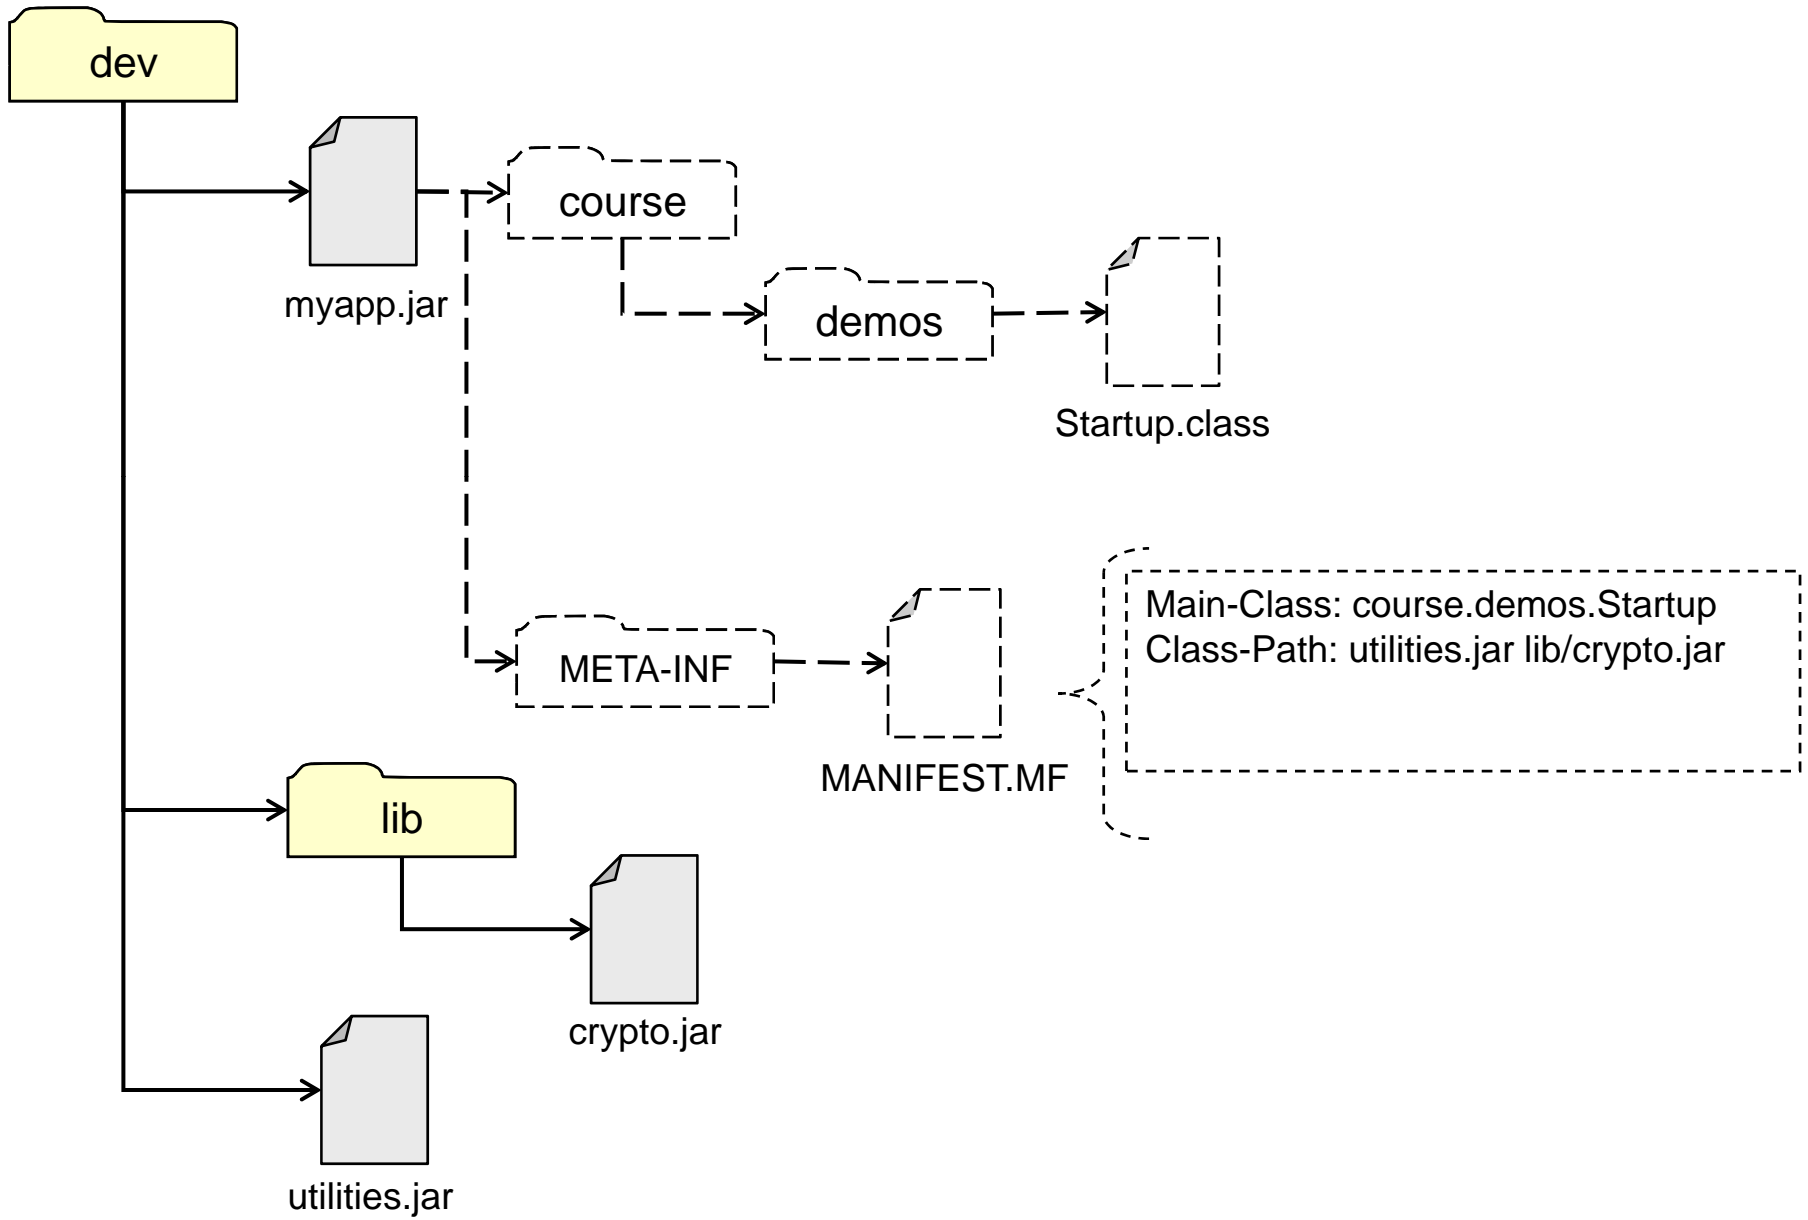 dev
course
myapp.jar
demos
Startup.class
Main-Class: course.demos.Startup
Class-Path: utilities.jar lib/crypto.jar
META-INF
MANIFEST.MF
lib
crypto.jar
utilities.jar